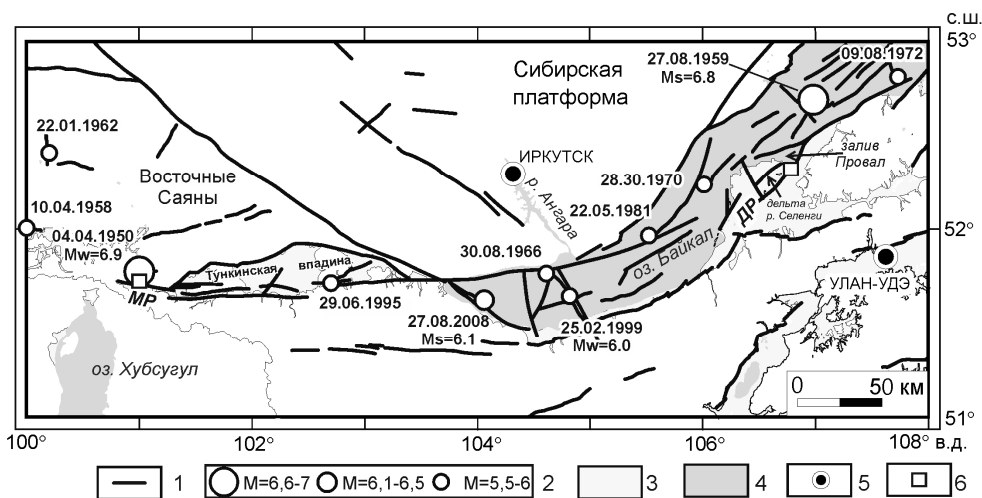 с.ш.
53°
27.08.1959
Ms=6.8
09.08.1972
Сибирская
платформа
22.01.1962
ИРКУТСК
залив
Провал
Восточные
Саяны
р. Ангара
28.30.1970
дельта
р. Селенги
ДР
10.04.1958
22.05.1981
52°
04.04.1950
Mw=6.9
30.08.1966
оз. Байкал
Тункинская
впадина
МР
УЛАН-УДЭ
29.06.1995
27.08.2008
Ms=6.1
25.02.1999
Mw=6.0
оз. Хубсугул
0 50 км
51°
100° 102° 104° 106° 108° в.д.
1 M=6,6-7 M=6,1-6,5 M=5,5-6 2 3 4 5 6